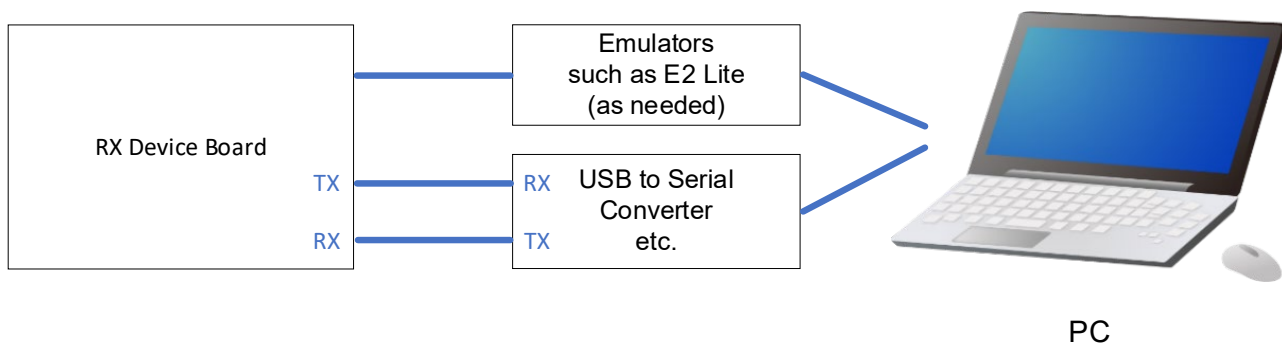 Emulators
such as E2 Lite
(as needed)
RX Device Board
TX
RX
RX
TX
USB to Serial
Converter
etc.
PC